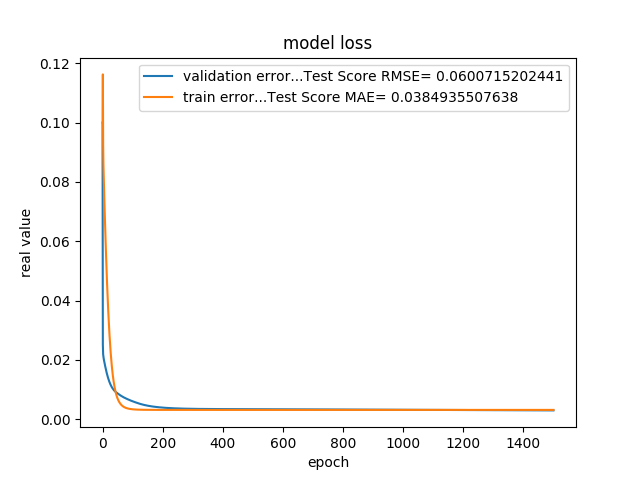 model loss
validation error...Test Score RMSE= 0.0600715202441
train error...Test Score MAE= 0.0384935507638
real value
0.12
0.10
0.08
0.06
0.04
0.02
0.00
0 200 400 600 800 1000 1200 1400
epoch